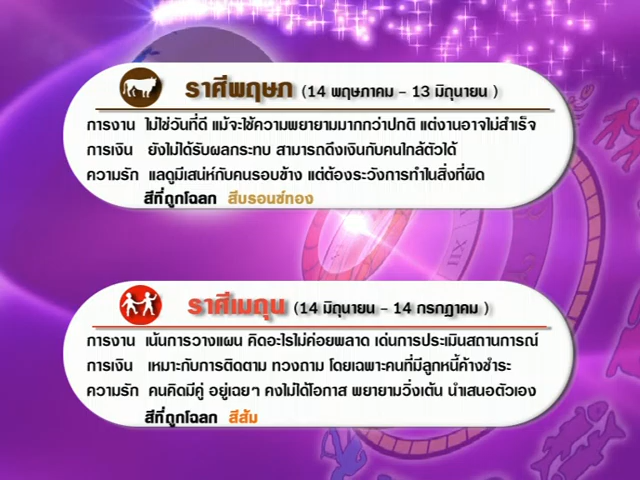 ราศีพฤษภ (14 พฤษภาคม - 13 มิถุนายน )
การงาน ไม่ใช่วันที่ดี แม้จะใช้ความพยายามมากกว่าปกติ แต่งานอาจไม่สำเร็จ
การเงิน ยังไม่ได้รับผลกระทบ สามารถดึงเงินกับคนใกล้ตัวได้
ความรัก แลดูมีเสน่ห์กับคนรอบข้าง แต่ต้องระวังการทำในสิ่งที่ผิด
สีที่ถูกโฉลก สีบรอนซ์ทอง
ราศีเมถุน (14 มิถุนายน - 14 กรกฎาคม )
การงาน เน้นการวางแผน คิดอะไรไม่ค่อยพลาด เด่นการประเมินสถานการณ์
การเงิน เหมาะกับการติดตาม ทวงถาม โดยเฉพาะคนที่มีลูกหนี้ค้างชำระ
ความรัก คนคิดมีคู่ อยู่เฉยๆ คงไม่ได้โอกาส พยายามวิ่งเต้น นำเสนอตัวเอง
สีที่ถูกโฉลก สีส้ม